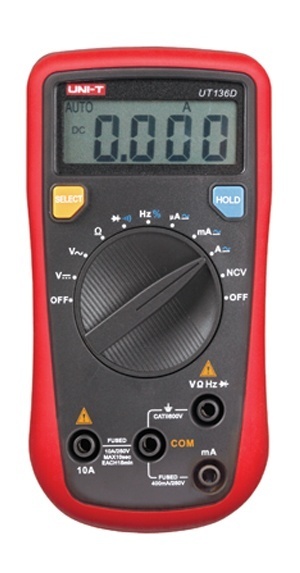 UNI-T UT136D
AUTO A
DC 0.000
SELECT HOLD
Hz% µA
Ω mA
V~ A
V NCV
OFF OFF
VΩHz
CAT II 600V
FUSED
10A/250V
MAX10sec
EACH15min
COM
10A
mA
FUSED
400mA/250V